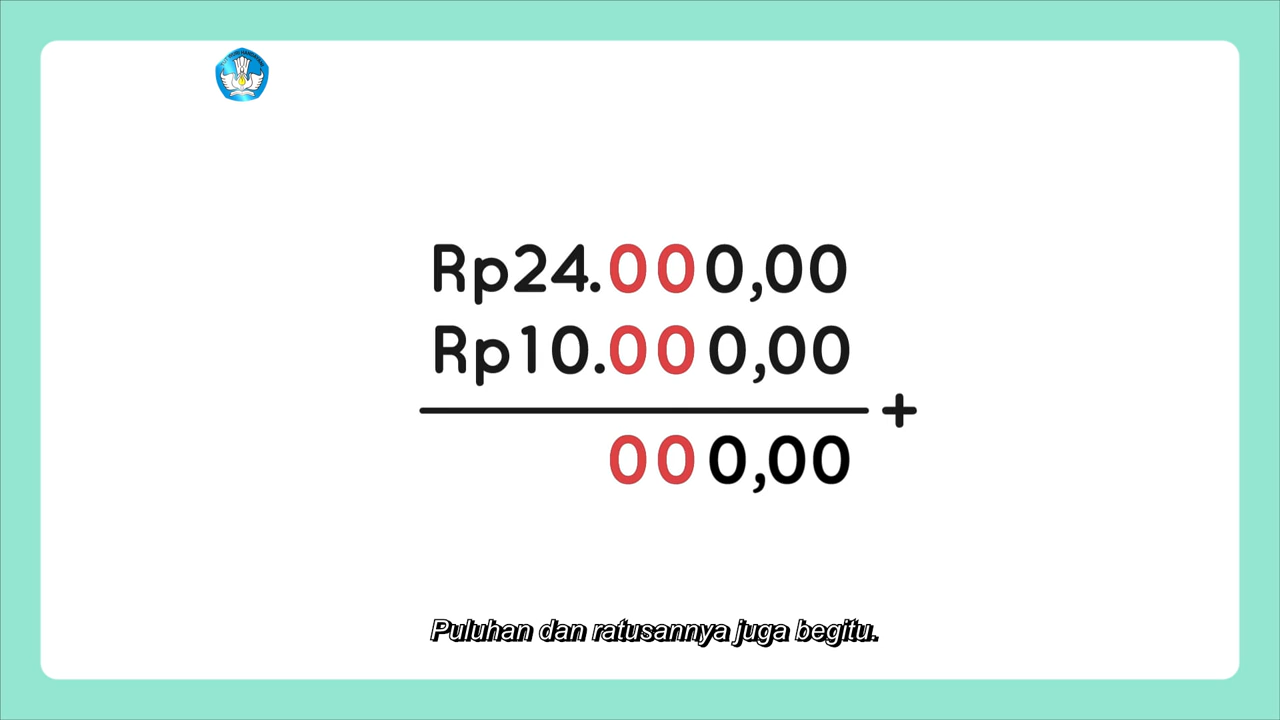 Rp24.000,00
Rp10.000,00
+
000,00
Puluhan dan ratusannya juga begitu.